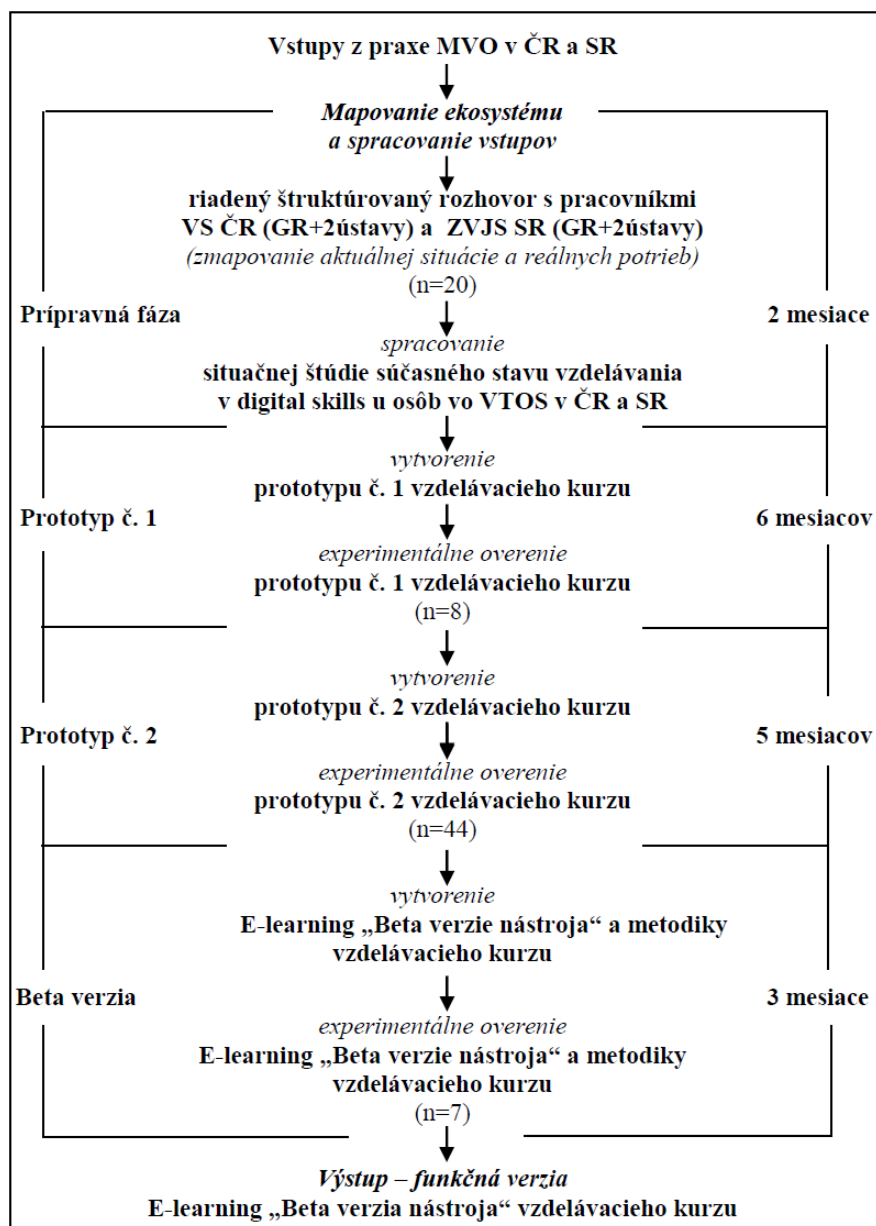 Vstupy z praxe MVO v ČR a SR
Mapovanie ekosystému
a spracovanie vstupov
riadený štruktúrovaný rozhovor s pracovníkmi
VS ČR (GR+2ústavy) a ZVJS SR (GR+2ústavy)
(zmapovanie aktuálnej situácie a reálnych potrieb)
(n=20)
Prípravná fáza
2 mesiace
spracovanie
situačnej štúdie súčasného stavu vzdelávania
v digital skills u osôb vo VTOS v ČR a SR
vytvorenie
prototypu č. 1 vzdelávacieho kurzu
Prototyp č. 1
6 mesiacov
experimentálne overenie
prototypu č. 1 vzdelávacieho kurzu
(n=8)
vytvorenie
prototypu č. 2 vzdelávacieho kurzu
Prototyp č. 2
5 mesiacov
experimentálne overenie
prototypu č. 2 vzdelávacieho kurzu
(n=44)
vytvorenie
E-learning „Beta verzie nástroja“ a metodiky
vzdelávacieho kurzu
Beta verzia
3 mesiace
experimentálne overenie
E-learning „Beta verzie nástroja“ a metodiky
vzdelávacieho kurzu
(n=7)
Výstup – funkčná verzia
E-learning „Beta verzia nástroja“ vzdelávacieho kurzu